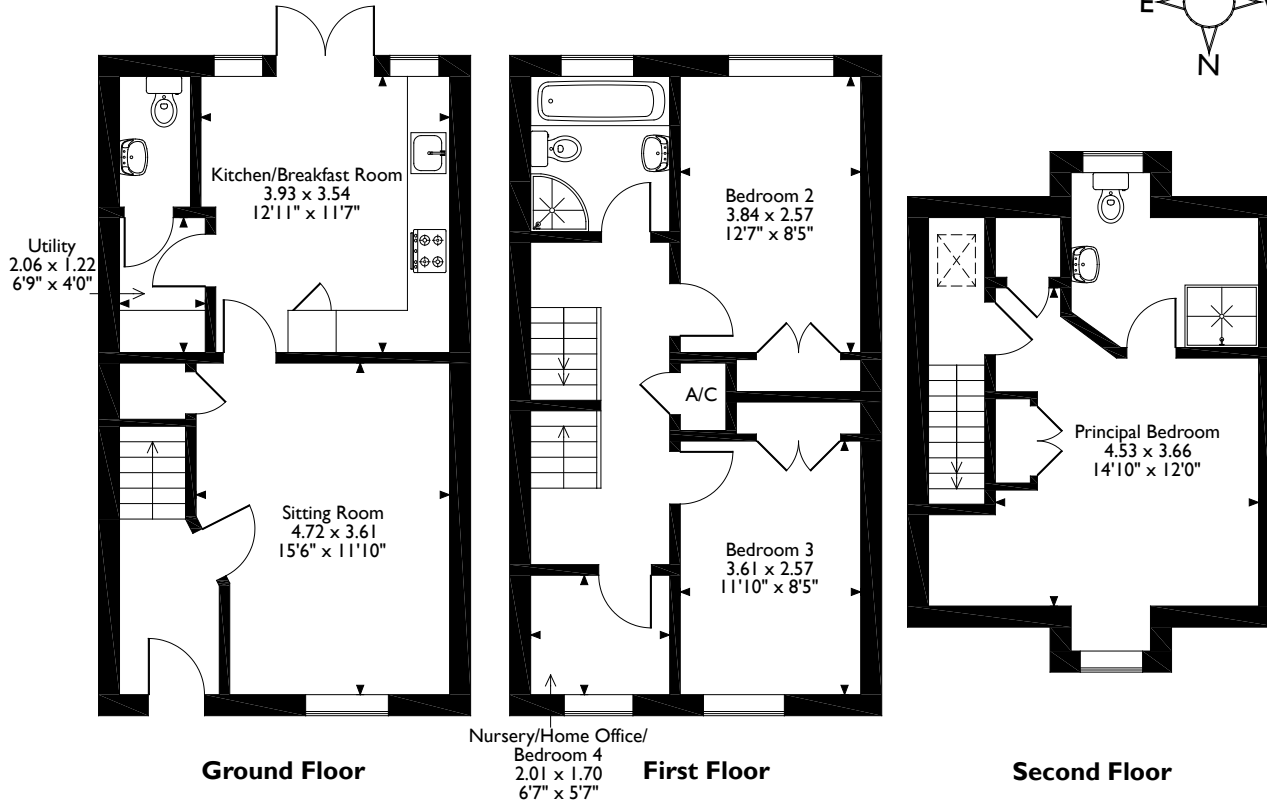 E
N
Kitchen/Breakfast Room
3.93 x 3.54
12'11" x 11'7"
Utility
2.06 x 1.22
6'9" x 4'0"
Sitting Room
4.72 x 3.61
15'6" x 11'10"
Ground Floor
Bedroom 2
3.84 x 2.57
12'7" x 8'5"
A/C
Bedroom 3
3.61 x 2.57
11'10" x 8'5"
Nursery/Home Office/
Bedroom 4
2.01 x 1.70
6'7" x 5'7"
First Floor
Principal Bedroom
4.53 x 3.66
14'10" x 12'0"
Second Floor